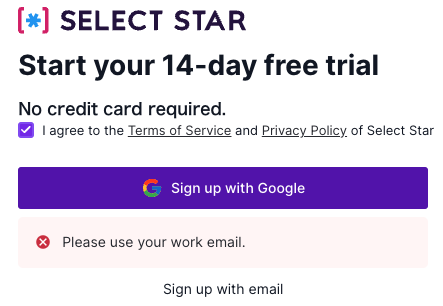 [*] SELECT STAR
Start your 14-day free trial
No credit card required.
I agree to the Terms of Service and Privacy Policy of Select Star
Sign up with Google
Please use your work email.
Sign up with email